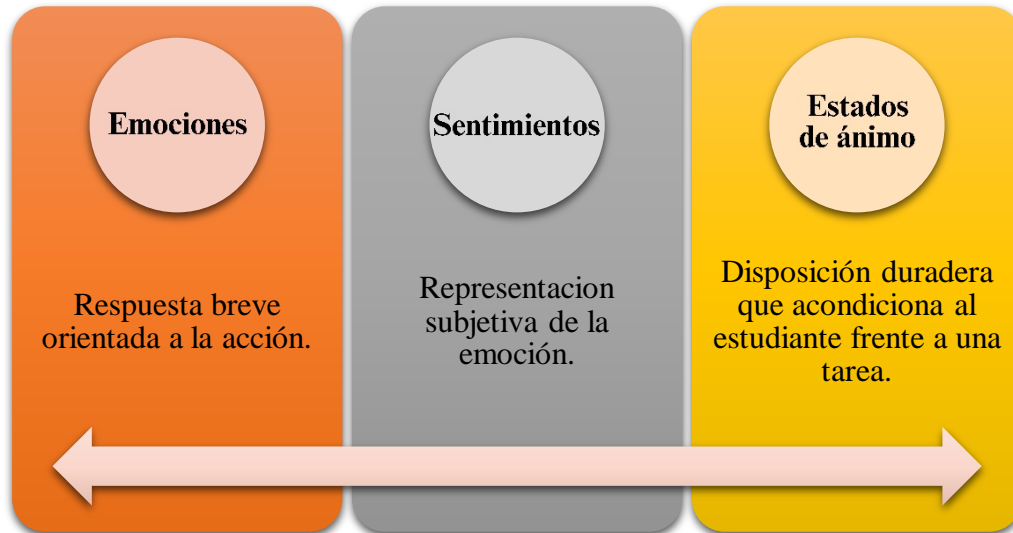 Emociones
Respuesta breve
orientada a la acción.
Sentimientos
Representacion
subjetiva de la
emoción.
Estados
de ánimo
Disposición duradera
que acondiciona al
estudiante frente a una
tarea.